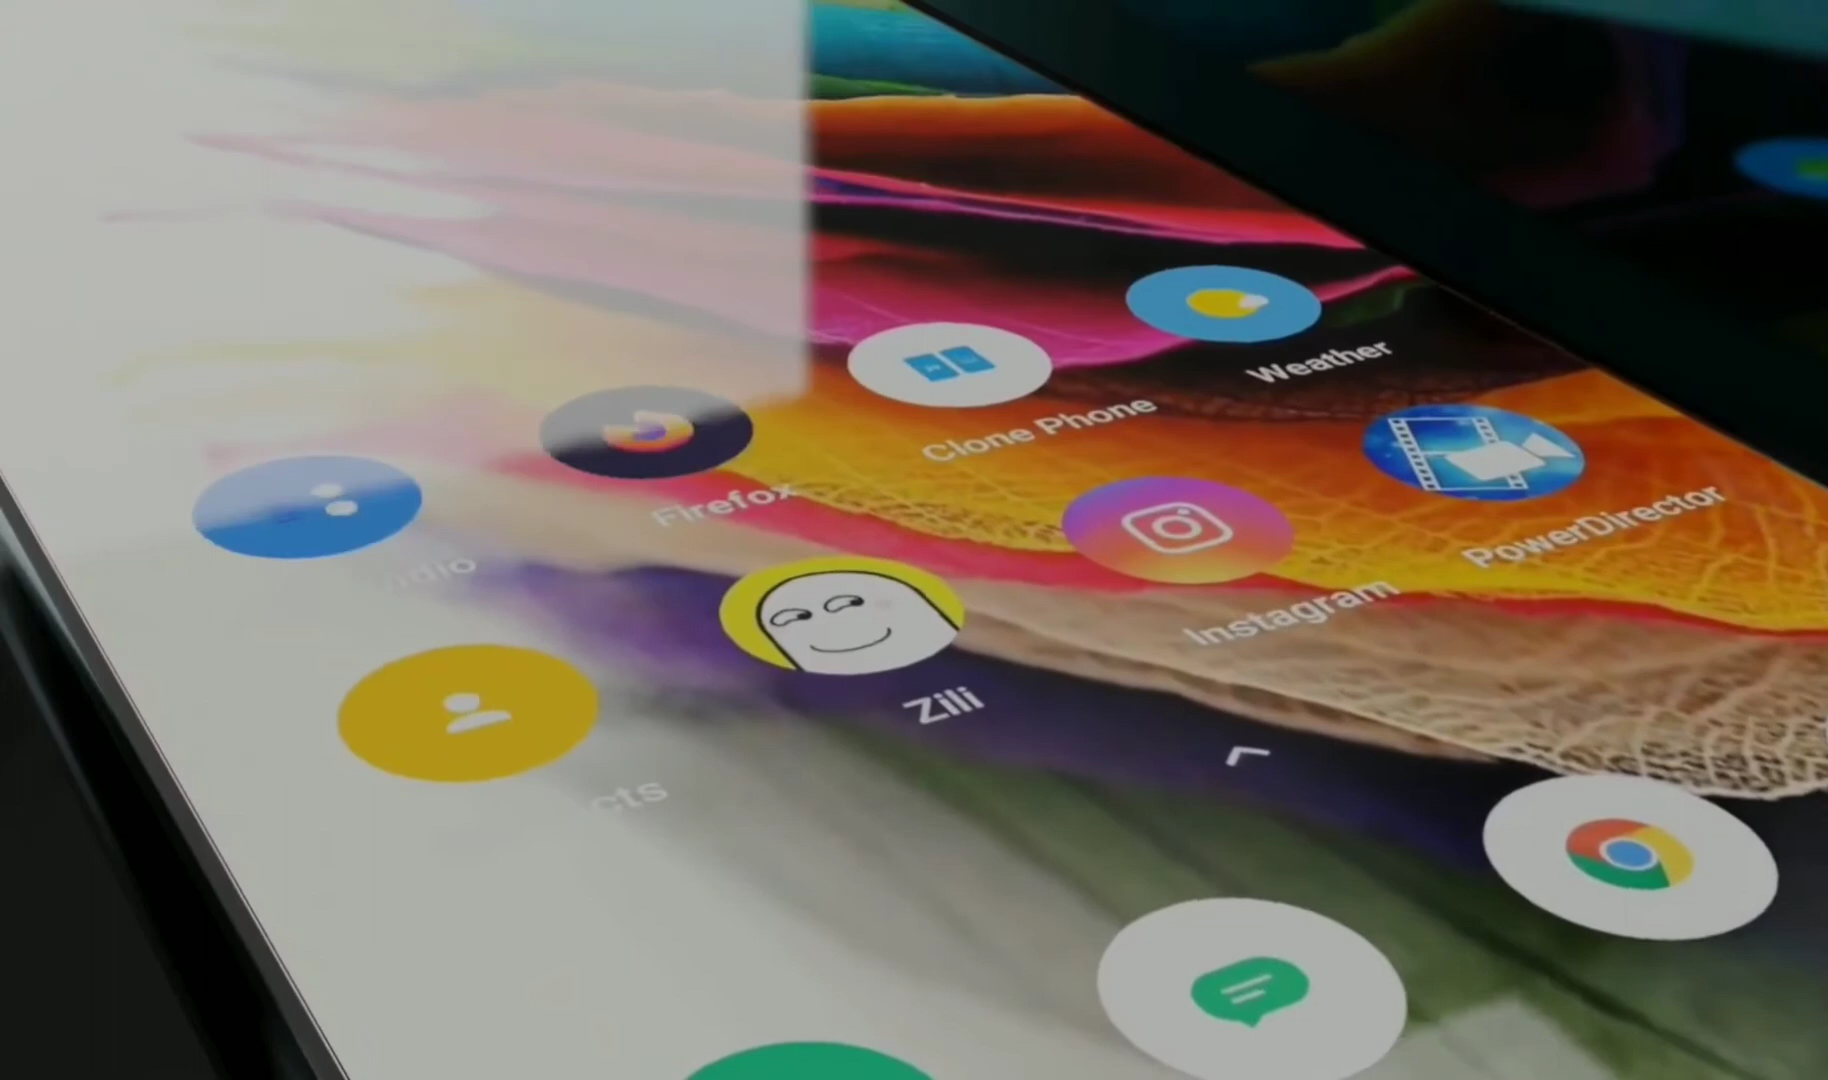 Weather
Clone Phone
Firefox
PowerDirector
Instagram
Zili